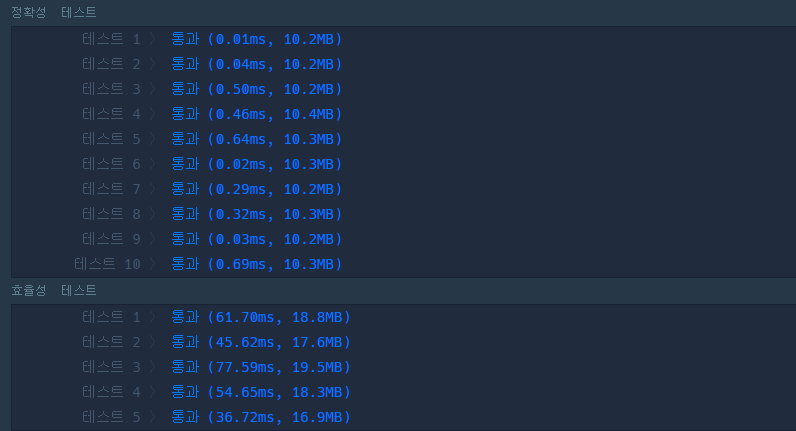 정확성 테스트
테스트 1 〉 통과 (0.01ms, 10.2MB)
테스트 2 〉 통과 (0.04ms, 10.2MB)
테스트 3 〉 통과 (0.50ms, 10.2MB)
테스트 4 〉 통과 (0.46ms, 10.4MB)
테스트 5 〉 통과 (0.64ms, 10.3MB)
테스트 6 〉 통과 (0.02ms, 10.3MB)
테스트 7 〉 통과 (0.29ms, 10.2MB)
테스트 8 〉 통과 (0.32ms, 10.3MB)
테스트 9 〉 통과 (0.03ms, 10.2MB)
테스트 10 〉 통과 (0.69ms, 10.3MB)
효율성 테스트
테스트 1 〉 통과 (61.70ms, 18.8MB)
테스트 2 〉 통과 (45.62ms, 17.6MB)
테스트 3 〉 통과 (77.59ms, 19.5MB)
테스트 4 〉 통과 (54.65ms, 18.3MB)
테스트 5 〉 통과 (36.72ms, 16.9MB)